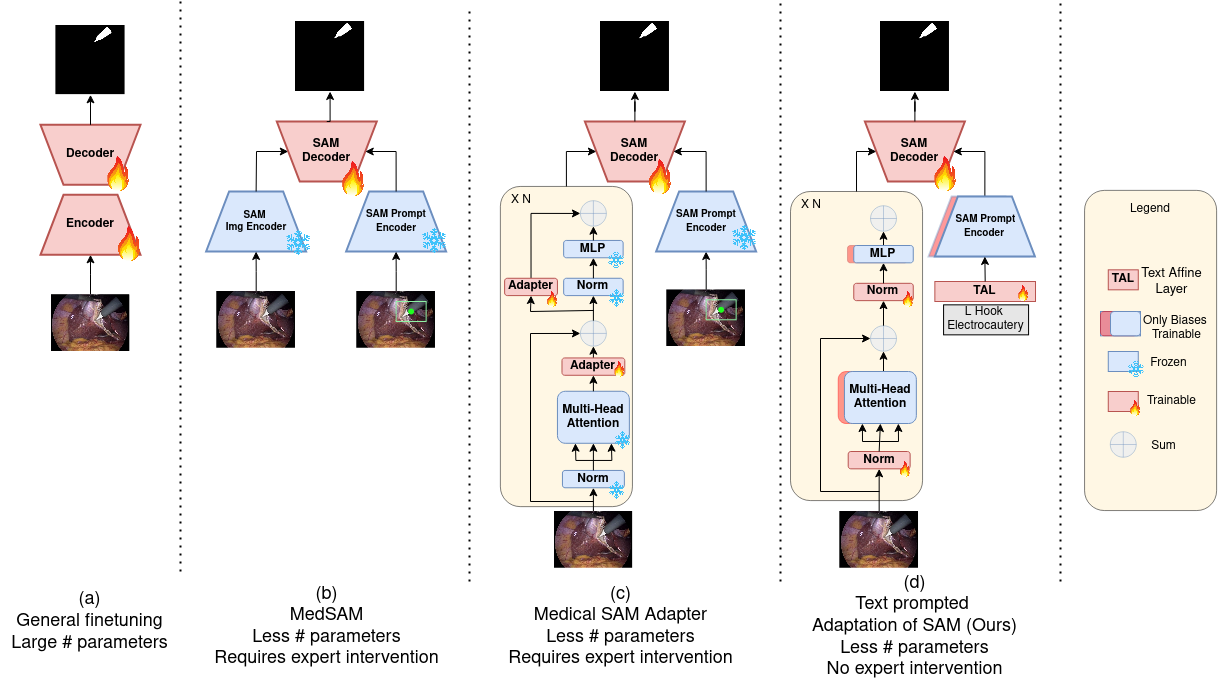 Decoder
Encoder
(a)
General finetuning
Large # parameters
SAM
Decoder
SAM
Img Encoder
SAM Prompt
Encoder
(b)
MedSAM
Less # parameters
Requires expert intervention
SAM
Decoder
X N
MLP
Adapter
Norm
Adapter
Multi-Head
Attention
Norm
SAM Prompt
Encoder
(c)
Medical SAM Adapter
Less # parameters
Requires expert intervention
SAM
Decoder
X N
MLP
Norm
Multi-Head
Attention
Norm
SAM Prompt
Encoder
TAL
L Hook
Electrocautery
(d)
Text prompted
Adaptation of SAM (Ours)
Less # parameters
No expert intervention
Legend
TAL
Text Affine
Layer
Only Biases
Trainable
Frozen
Trainable
Sum